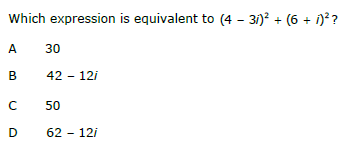 Which expression is equivalent to (4 – 3i)² + (6 + i)²?
A 30
B 42 – 12i
C 50
D 62 – 12i